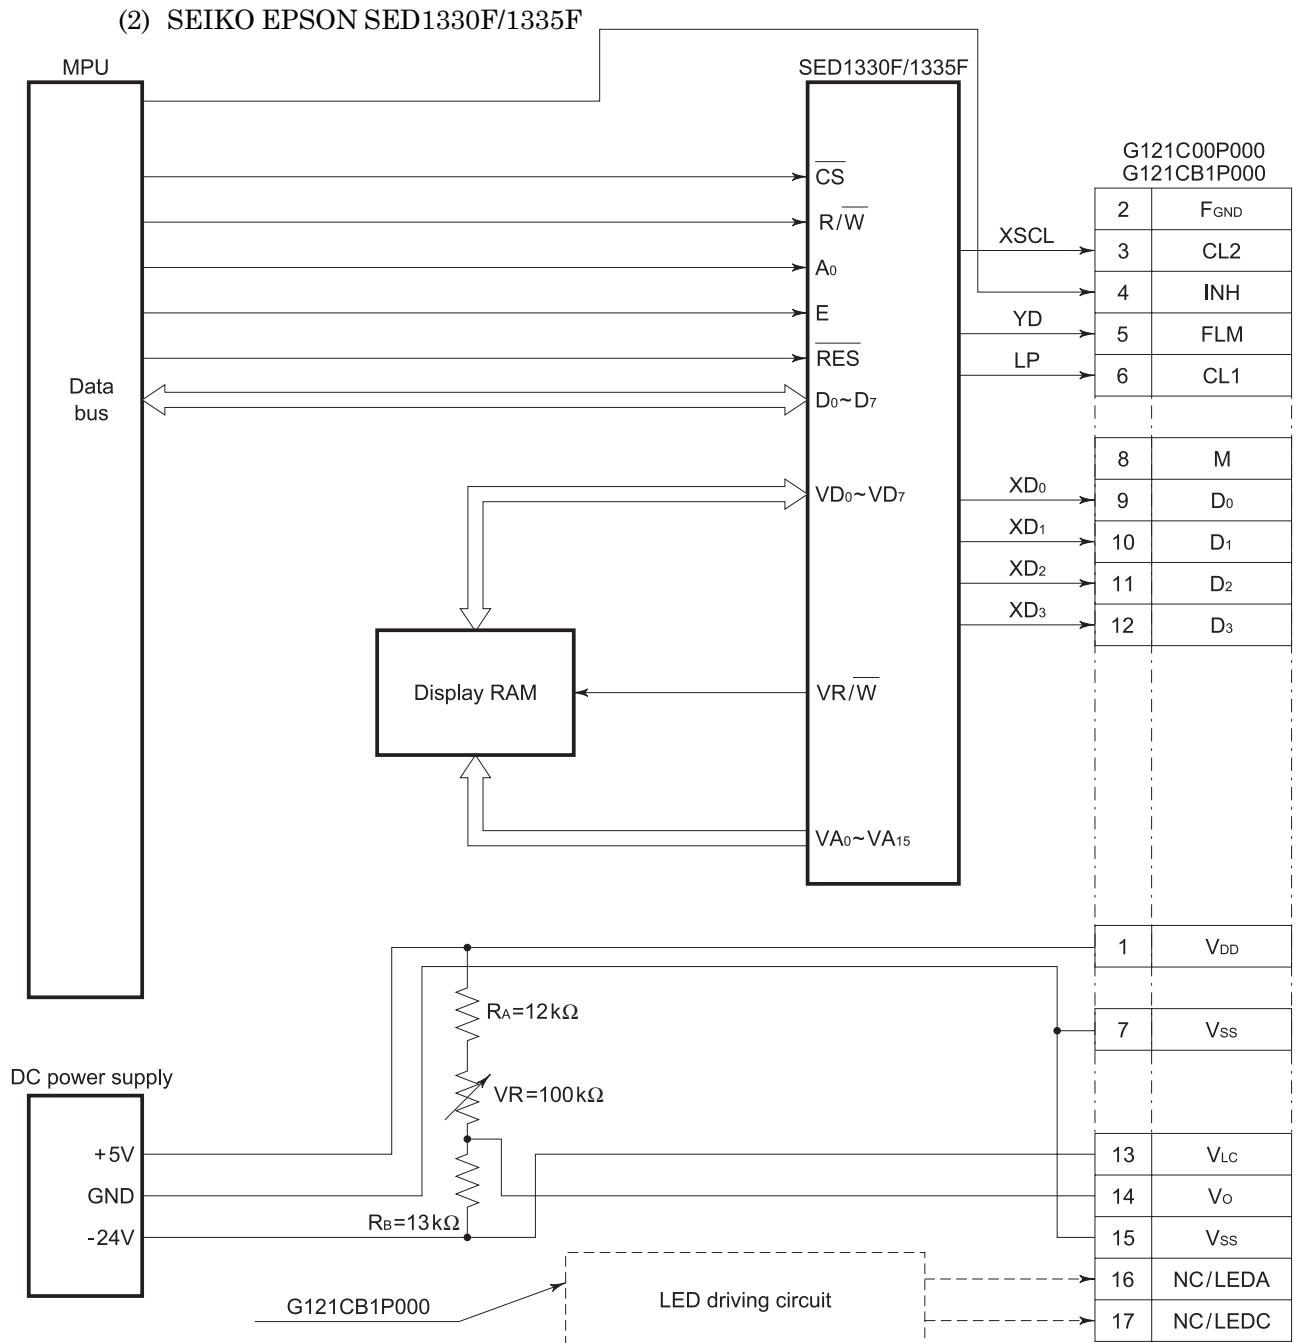 (2) SEIKO EPSON SED1330F/1335F
MPU
SED1330F/1335F
G121C00P000
G121CB1P000
2 FGND
XSCL
3 CL2
4 INH
YD
5 FLM
LP
6 CL1
CS
R/W
A0
E
RES
D0~D7
Data
bus
8 M
XD0
9 D0
XD1
10 D1
XD2
11 D2
XD3
12 D3
VD0~VD7
Display RAM
VR/W
VA0~VA15
1 VDD
RA=12kΩ
7 VSS
VR=100kΩ
DC power supply
+5V
GND
-24V
RB=13kΩ
13 VLC
14 VO
15 VSS
16 NC/LEDA
17 NC/LEDC
LED driving circuit
G121CB1P000